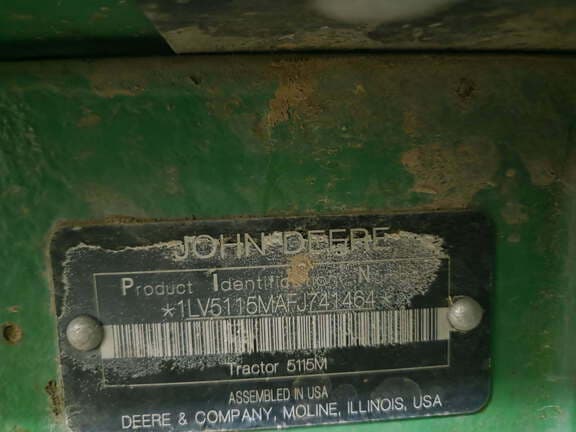 JOHN DEERE
Product Identification N
*1LV5115MAFJ741464*
Tractor 5115M
ASSEMBLED IN USA
DEERE & COMPANY, MOLINE, ILLINOIS, USA